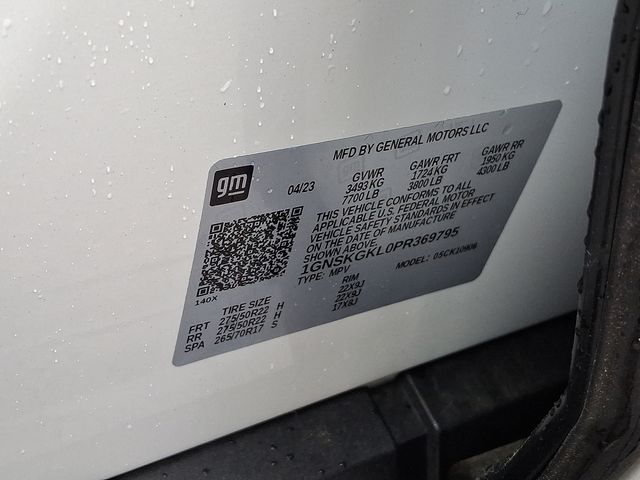 gm
MFD BY GENERAL MOTORS LLC
04/23
GVWR GAWR FRT GAWR RR
3493 KG 1724 KG 1950 KG
7700 LB 3800 LB 4300 LB
THIS VEHICLE CONFORMS TO ALL
APPLICABLE U.S. FEDERAL MOTOR
VEHICLE SAFETY STANDARDS IN EFFECT
ON THE DATE OF MANUFACTURE
SHOWN ABOVE.
1GNSKGKL0PR369795
TYPE: MPV MODEL: 05CK10906
140X
TIRE SIZE RIM
FRT 275/50R22 H 22X9J
RR 275/50R22 H 22X9J
SPA 265/70R17 S 17X8J